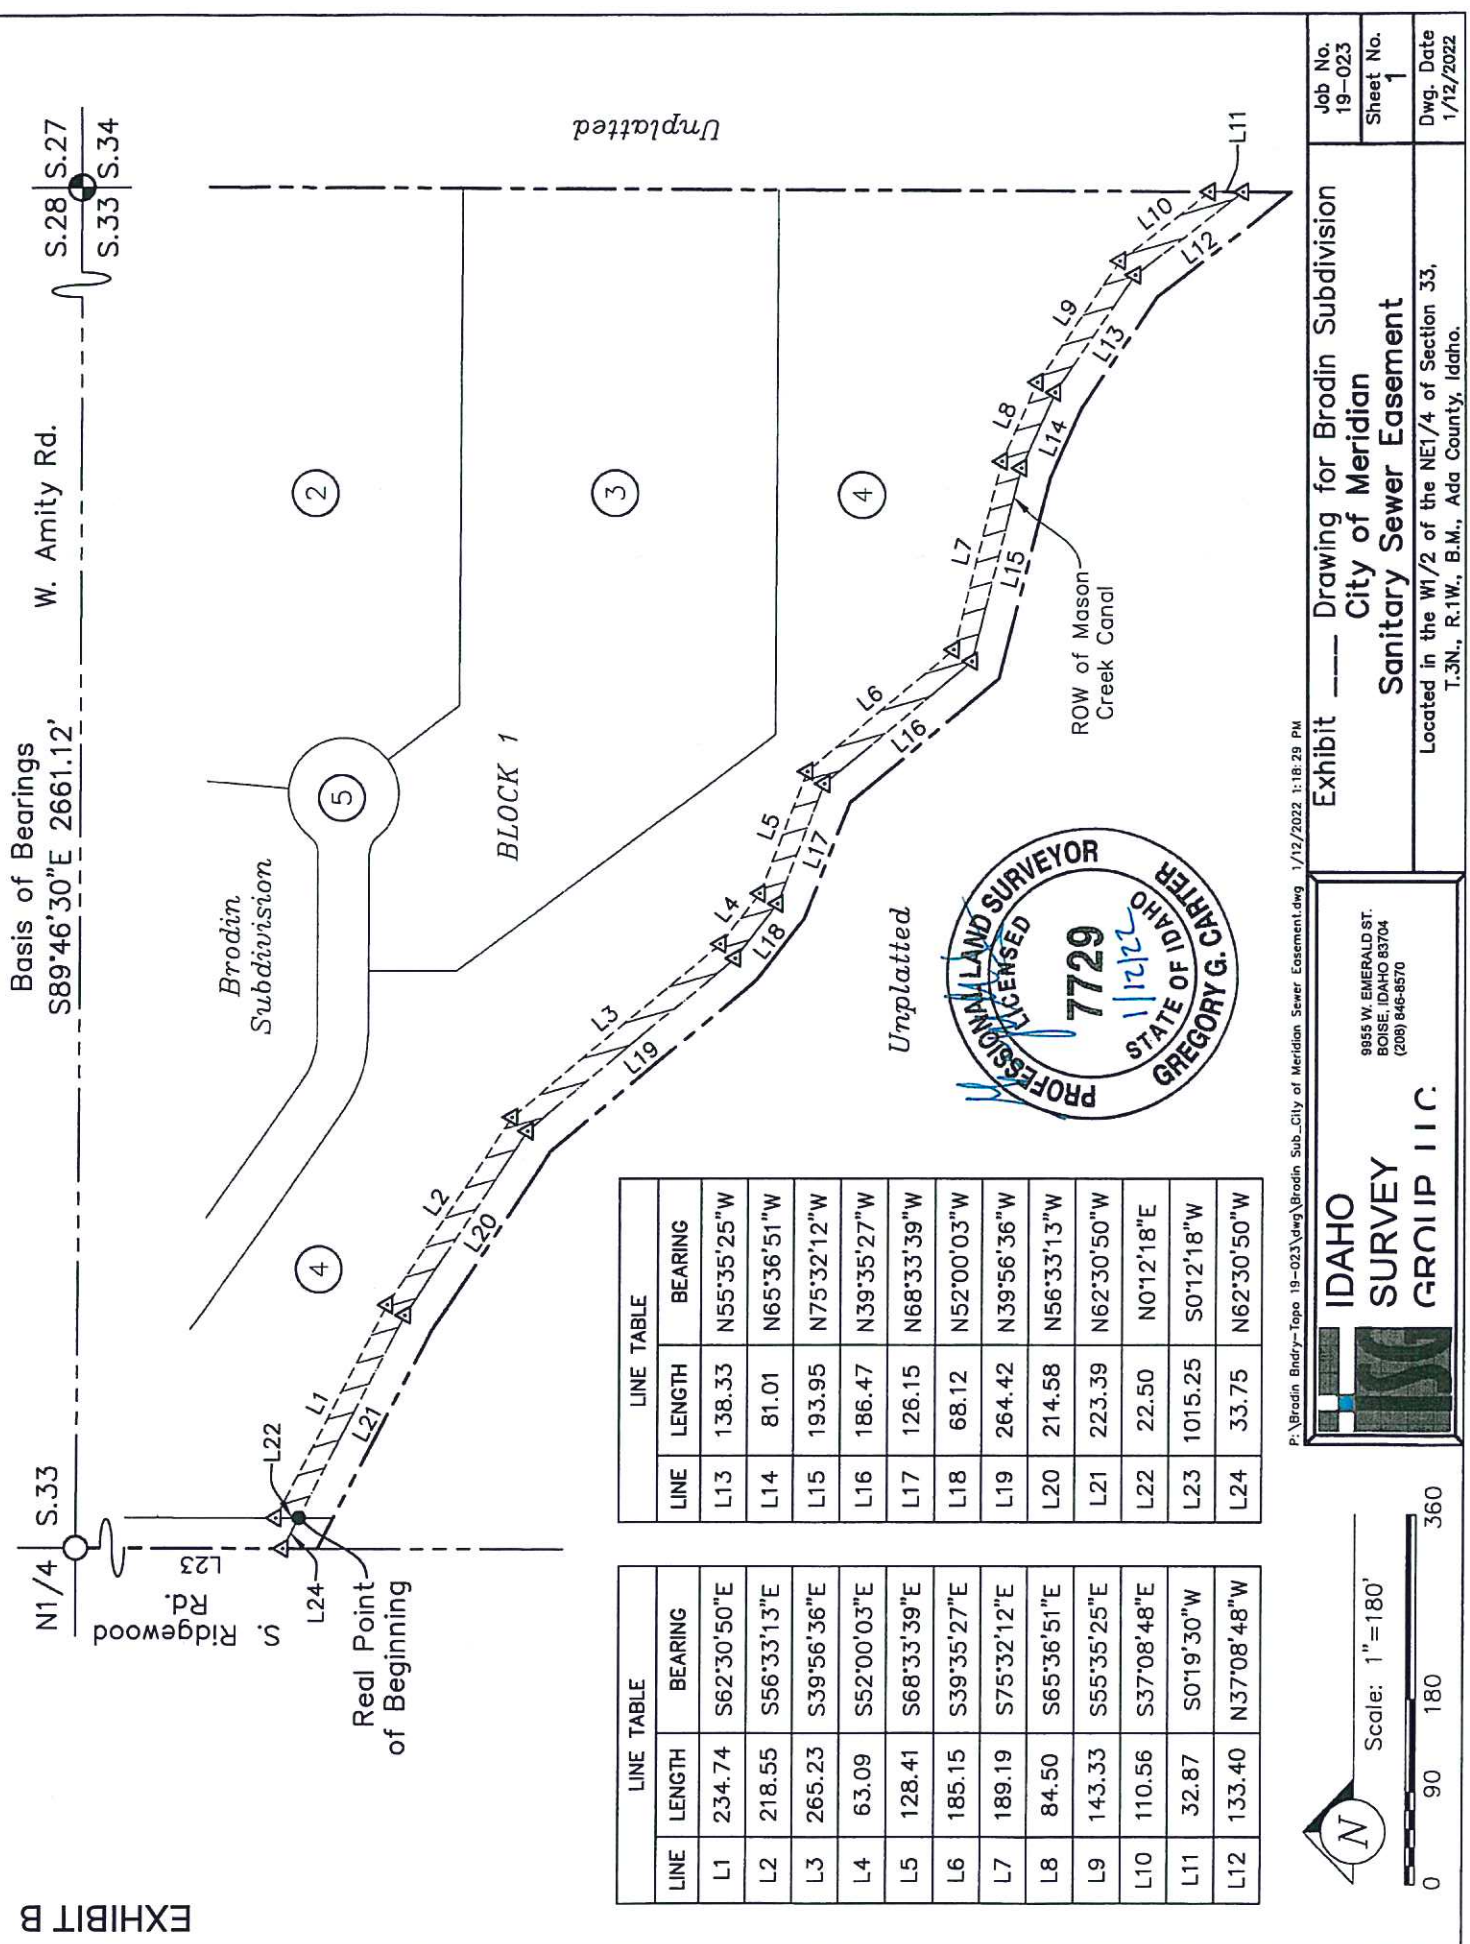 EXHIBIT B
Basis of Bearings
S89°46'30"E 2661.12'
W. Amity Rd.
N1/4
S.33
S.28
S.27
S.33
S.34
S. Ridgewood
Rd.
L23
L22
L24
Real Point
of Beginning
Brodin
Subdivision
BLOCK 1
2
3
4
4
5
Unplatted
Unplatted
L1
L2
L3
L4
L5
L6
L7
L8
L9
L10
L11
L12
L13
L14
L15
L16
L17
L18
L19
L20
L21
ROW of Mason
Creek Canal
LINE TABLE
LINE LENGTH BEARING
L1 234.74 S62°30'50"E
L2 218.55 S56°33'13"E
L3 265.23 S39°56'36"E
L4 63.09 S52°00'03"E
L5 128.41 S68°33'39"E
L6 185.15 S39°35'27"E
L7 189.19 S75°32'12"E
L8 84.50 S65°36'51"E
L9 143.33 S55°35'25"E
L10 110.56 S37°08'48"E
L11 32.87 S0°19'30"W
L12 133.40 N37°08'48"W
LINE TABLE
LINE LENGTH BEARING
L13 138.33 N55°35'25"W
L14 81.01 N65°36'51"W
L15 193.95 N75°32'12"W
L16 186.47 N39°35'27"W
L17 126.15 N68°33'39"W
L18 68.12 N52°00'03"W
L19 264.42 N39°56'36"W
L20 214.58 N56°33'13"W
L21 223.39 N62°30'50"W
L22 22.50 N0°12'18"E
L23 1015.25 S0°12'18"W
L24 33.75 N62°30'50"W
PROFESSIONAL LAND SURVEYOR
LICENSED
7729
1/12/22
STATE OF IDAHO
GREGORY G. CARTER
N
Scale: 1"=180'
0 90 180 360
P:\Brodin Bndry-Topo 19-023\dwg\Brodin Sub_City of Meridian Sewer Easement.dwg 1/12/2022 1:18:29 PM
ISG
IDAHO
SURVEY
GROUP, LLC
9955 W. EMERALD ST.
BOISE, IDAHO 83704
(208) 846-8570
Exhibit ___ Drawing for Brodin Subdivision
City of Meridian
Sanitary Sewer Easement
Located in the W1/2 of the NE1/4 of Section 33,
T.3N., R.1W., B.M., Ada County, Idaho.
Job No.
19-023
Sheet No.
1
Dwg. Date
1/12/2022